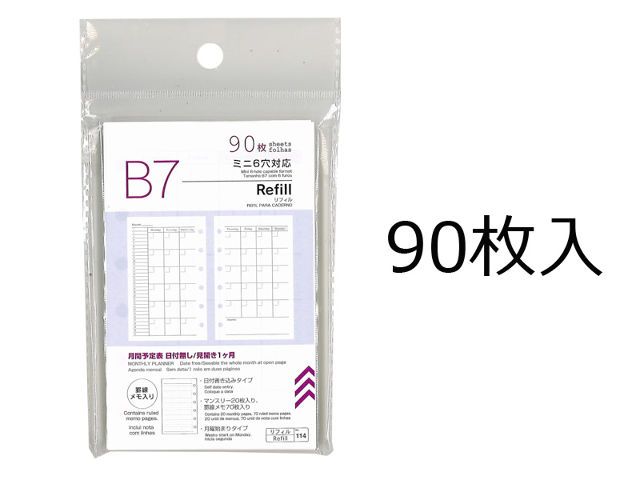 90枚 sheets
folhas
ミニ6穴対応
Mini 6-hole capable format
Tamanho B7 com 6 furos
B7
Refill
リフィル
REFIL PARA CADERNO
月間予定表 日付無し/見開き1ヶ月
MONTHLY PLANNER Date free/Seeable the whole month at open page
Agenda mensal Sem data/1 mês em duas páginas
罫線
メモ入り
Contains ruled
memo pages.
Inclui nota
com linhas
・日付書き込みタイプ
Self date entry.
Coloque a data
・マンスリー20枚入り、
罫線メモ70枚入り
Contains 20 monthly pages, 70 ruled memo pages.
20 uni de mensal, 70 uni de nota com linhas
・月曜始まりタイプ
Weeks start on Monday.
Inicia segunda
リフィル
Refill
No.
114
90枚入